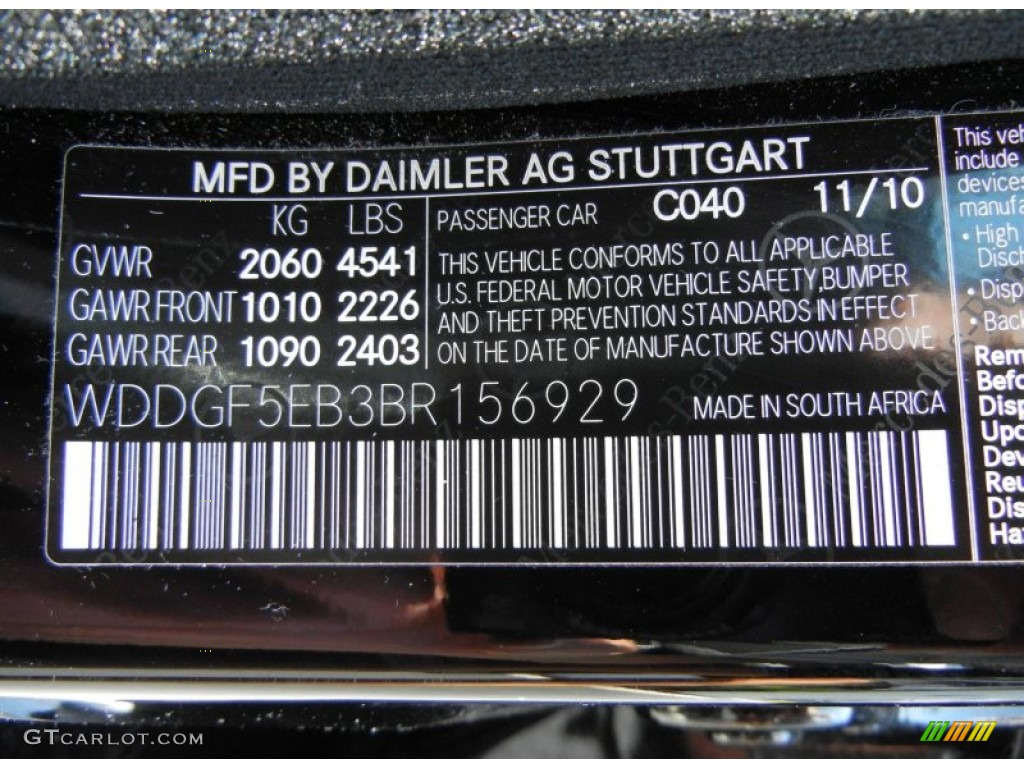 MFD BY DAIMLER AG STUTTGART
KG LBS
GVWR 2060 4541
GAWR FRONT 1010 2226
GAWR REAR 1090 2403
PASSENGER CAR C040 11/10
THIS VEHICLE CONFORMS TO ALL APPLICABLE
U.S. FEDERAL MOTOR VEHICLE SAFETY, BUMPER
AND THEFT PREVENTION STANDARDS IN EFFECT
ON THE DATE OF MANUFACTURE SHOWN ABOVE
WDDGF5EB3BR156929 MADE IN SOUTH AFRICA
This veh
include
devices
manufa
• High
Disch
• Disp
• Back
Rem
Befo
Disp
Upo
Dev
Reu
Dis
Haz
GTCARLOT.COM